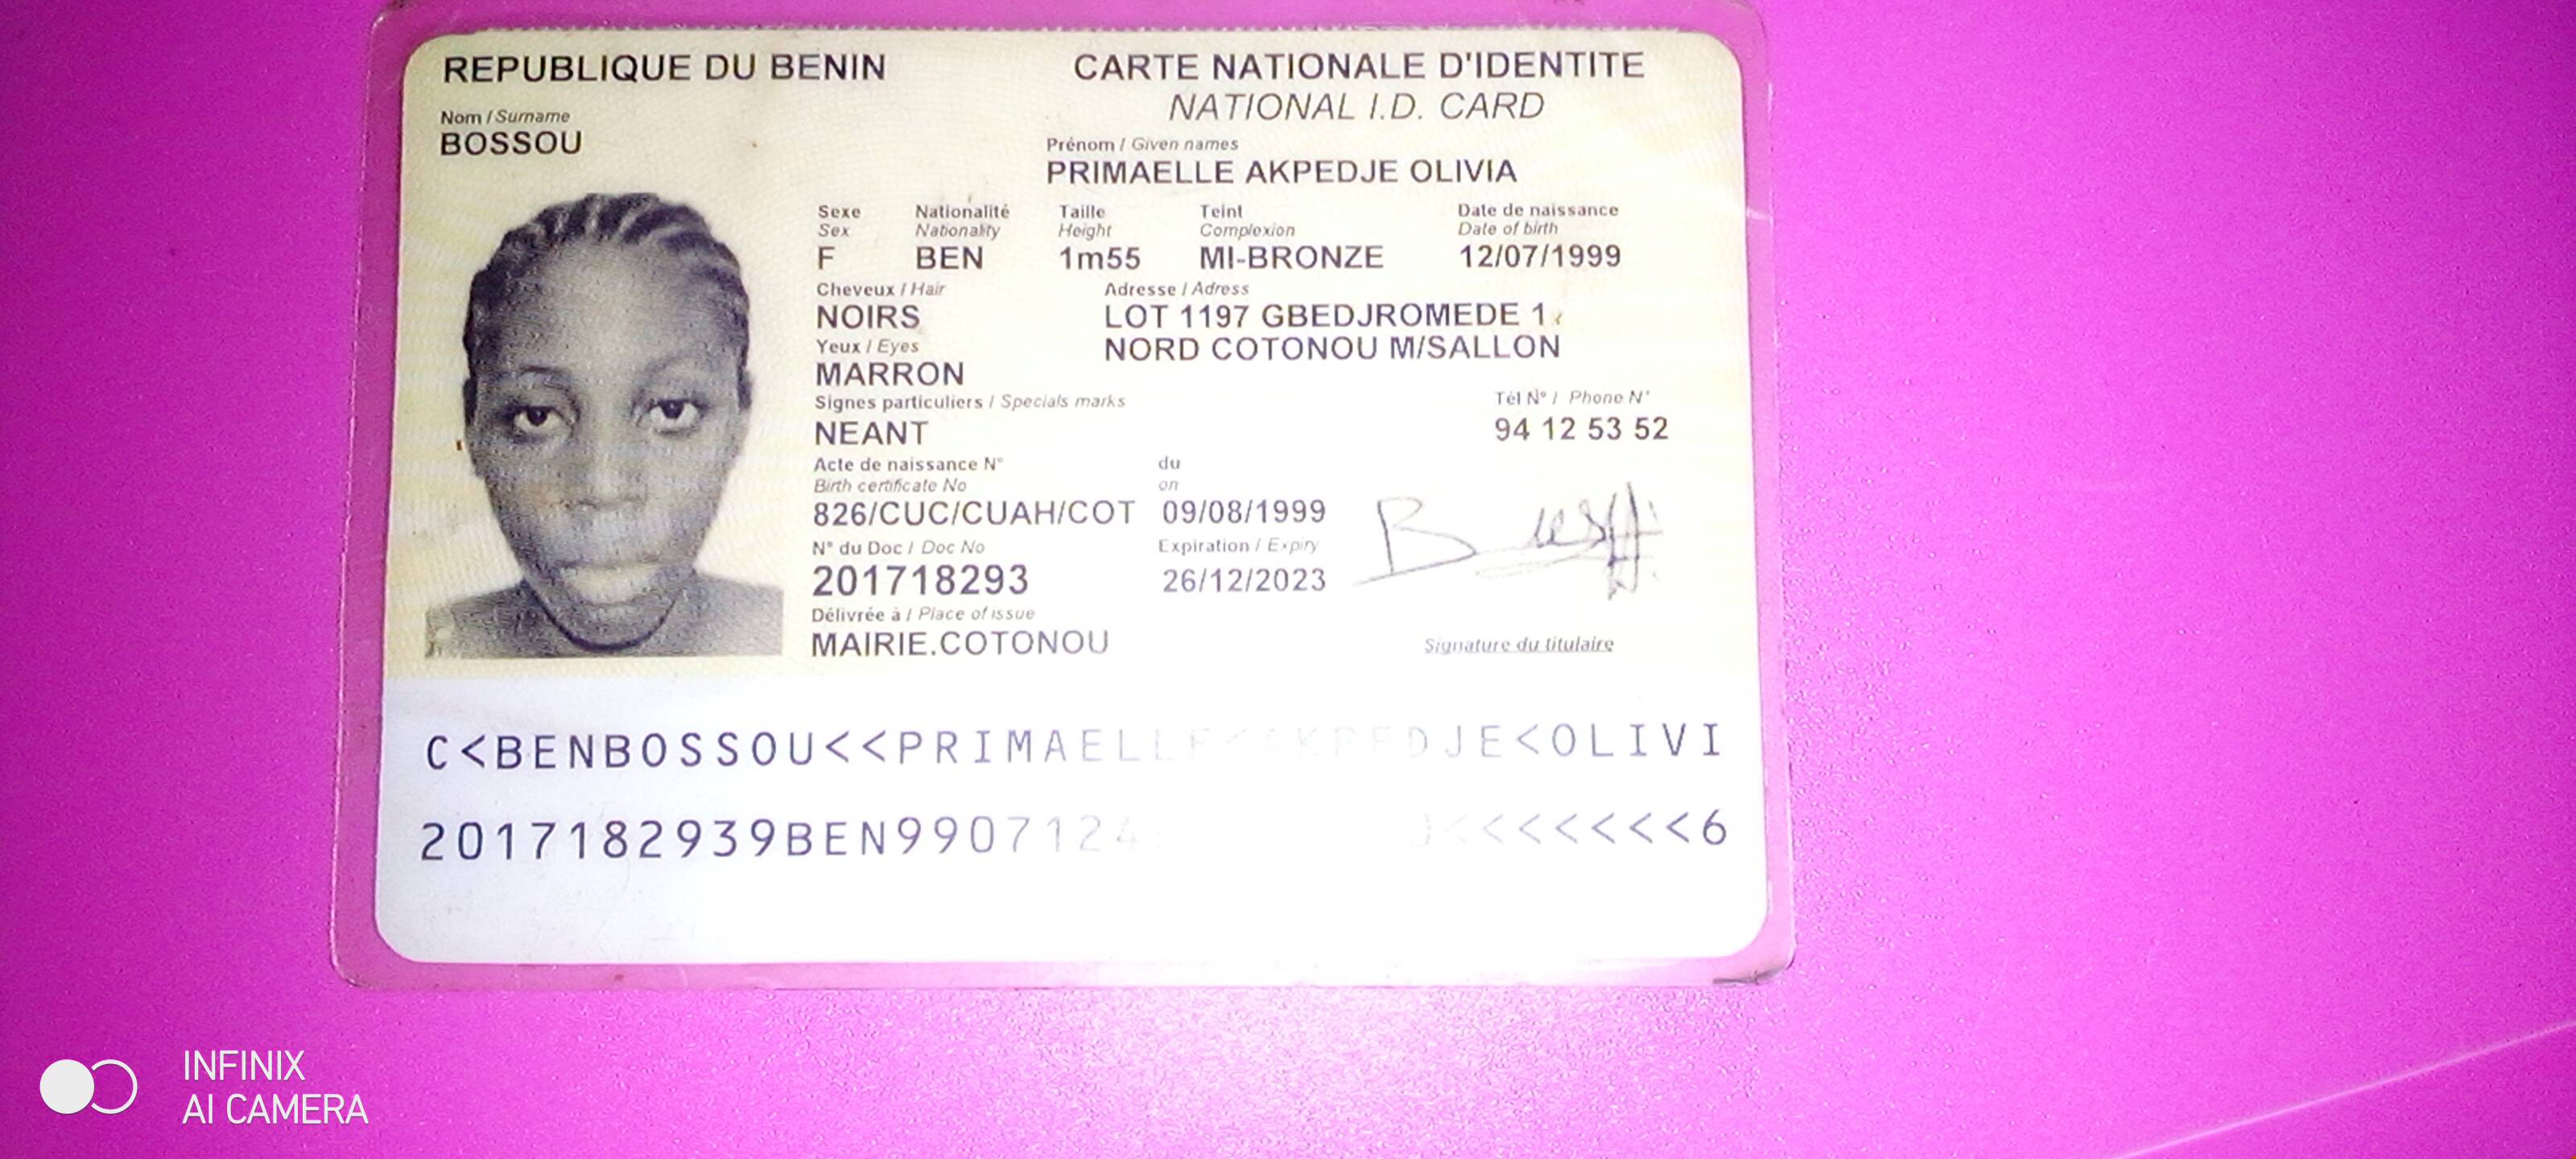 REPUBLIQUE DU BENIN
CARTE NATIONALE D'IDENTITE
NATIONAL I.D. CARD
Nom / Surname
BOSSOU
Prénom / Given names
PRIMAELLE AKPEDJE OLIVIA
Sexe Nationalité Taille Teint Date de naissance
Sex Nationality Height Complexion Date of birth
F BEN 1m55 MI-BRONZE 12/07/1999
Cheveux / Hair Adresse / Adress
NOIRS LOT 1197 GBEDJROMEDE 1
Yeux / Eyes NORD COTONOU M/SALLON
MARRON
Signes particuliers / Specials marks Tél N° / Phone N°
NEANT 94 12 53 52
Acte de naissance N° du
Birth certificate No on
826/CUC/CUAH/COT 09/08/1999
N° du Doc / Doc No Expiration / Expiry
201718293 26/12/2023
Délivrée à / Place of issue
MAIRIE.COTONOU Signature du titulaire
C<BENBOSSOU<<PRIMAELLE<AKPEDJE<OLIVI
2017182939BEN9907124 <<<<<<<6
INFINIX
AI CAMERA